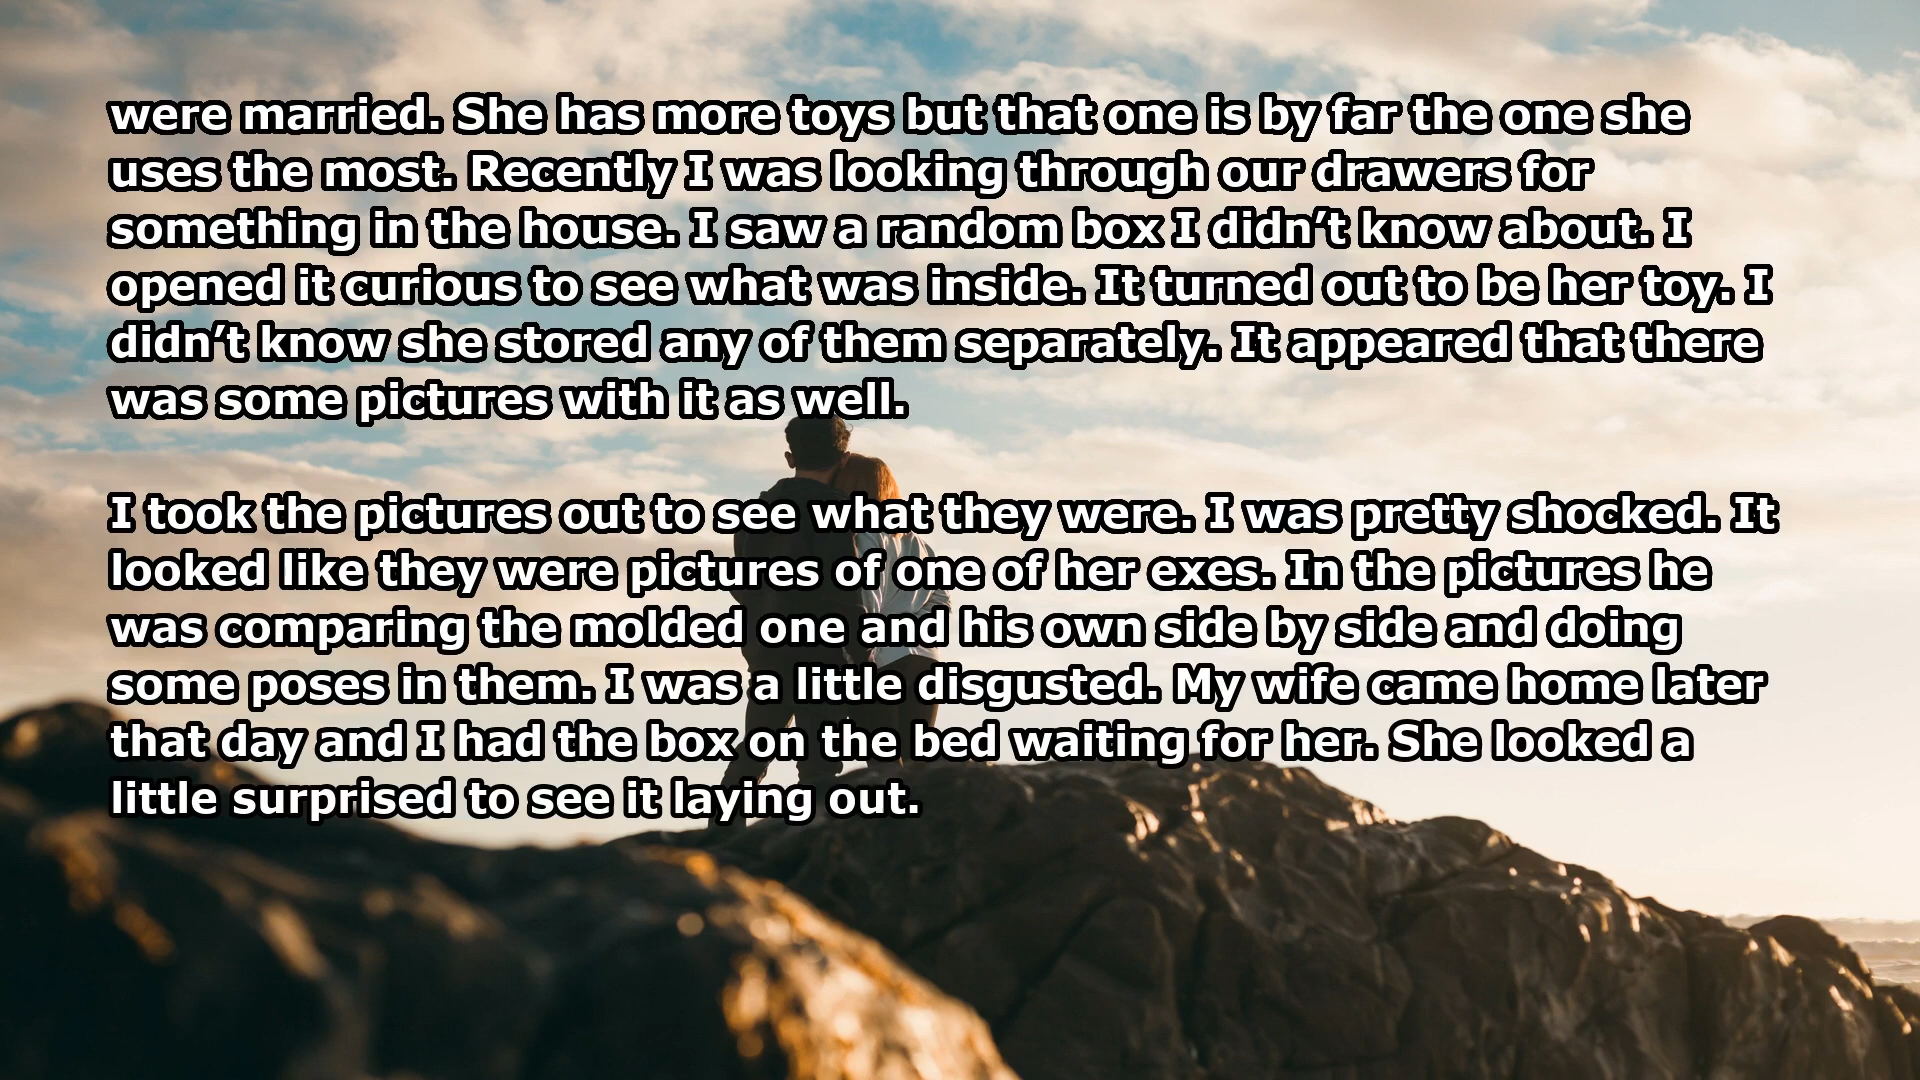 were married. She has more toys but that one is by far the one she
uses the most. Recently I was looking through our drawers for
something in the house. I saw a random box I didn’t know about. I
opened it curious to see what was inside. It turned out to be her toy. I
didn’t know she stored any of them separately. It appeared that there
was some pictures with it as well.
I took the pictures out to see what they were. I was pretty shocked. It
looked like they were pictures of one of her exes. In the pictures he
was comparing the molded one and his own side by side and doing
some poses in them. I was a little disgusted. My wife came home later
that day and I had the box on the bed waiting for her. She looked a
little surprised to see it laying out.